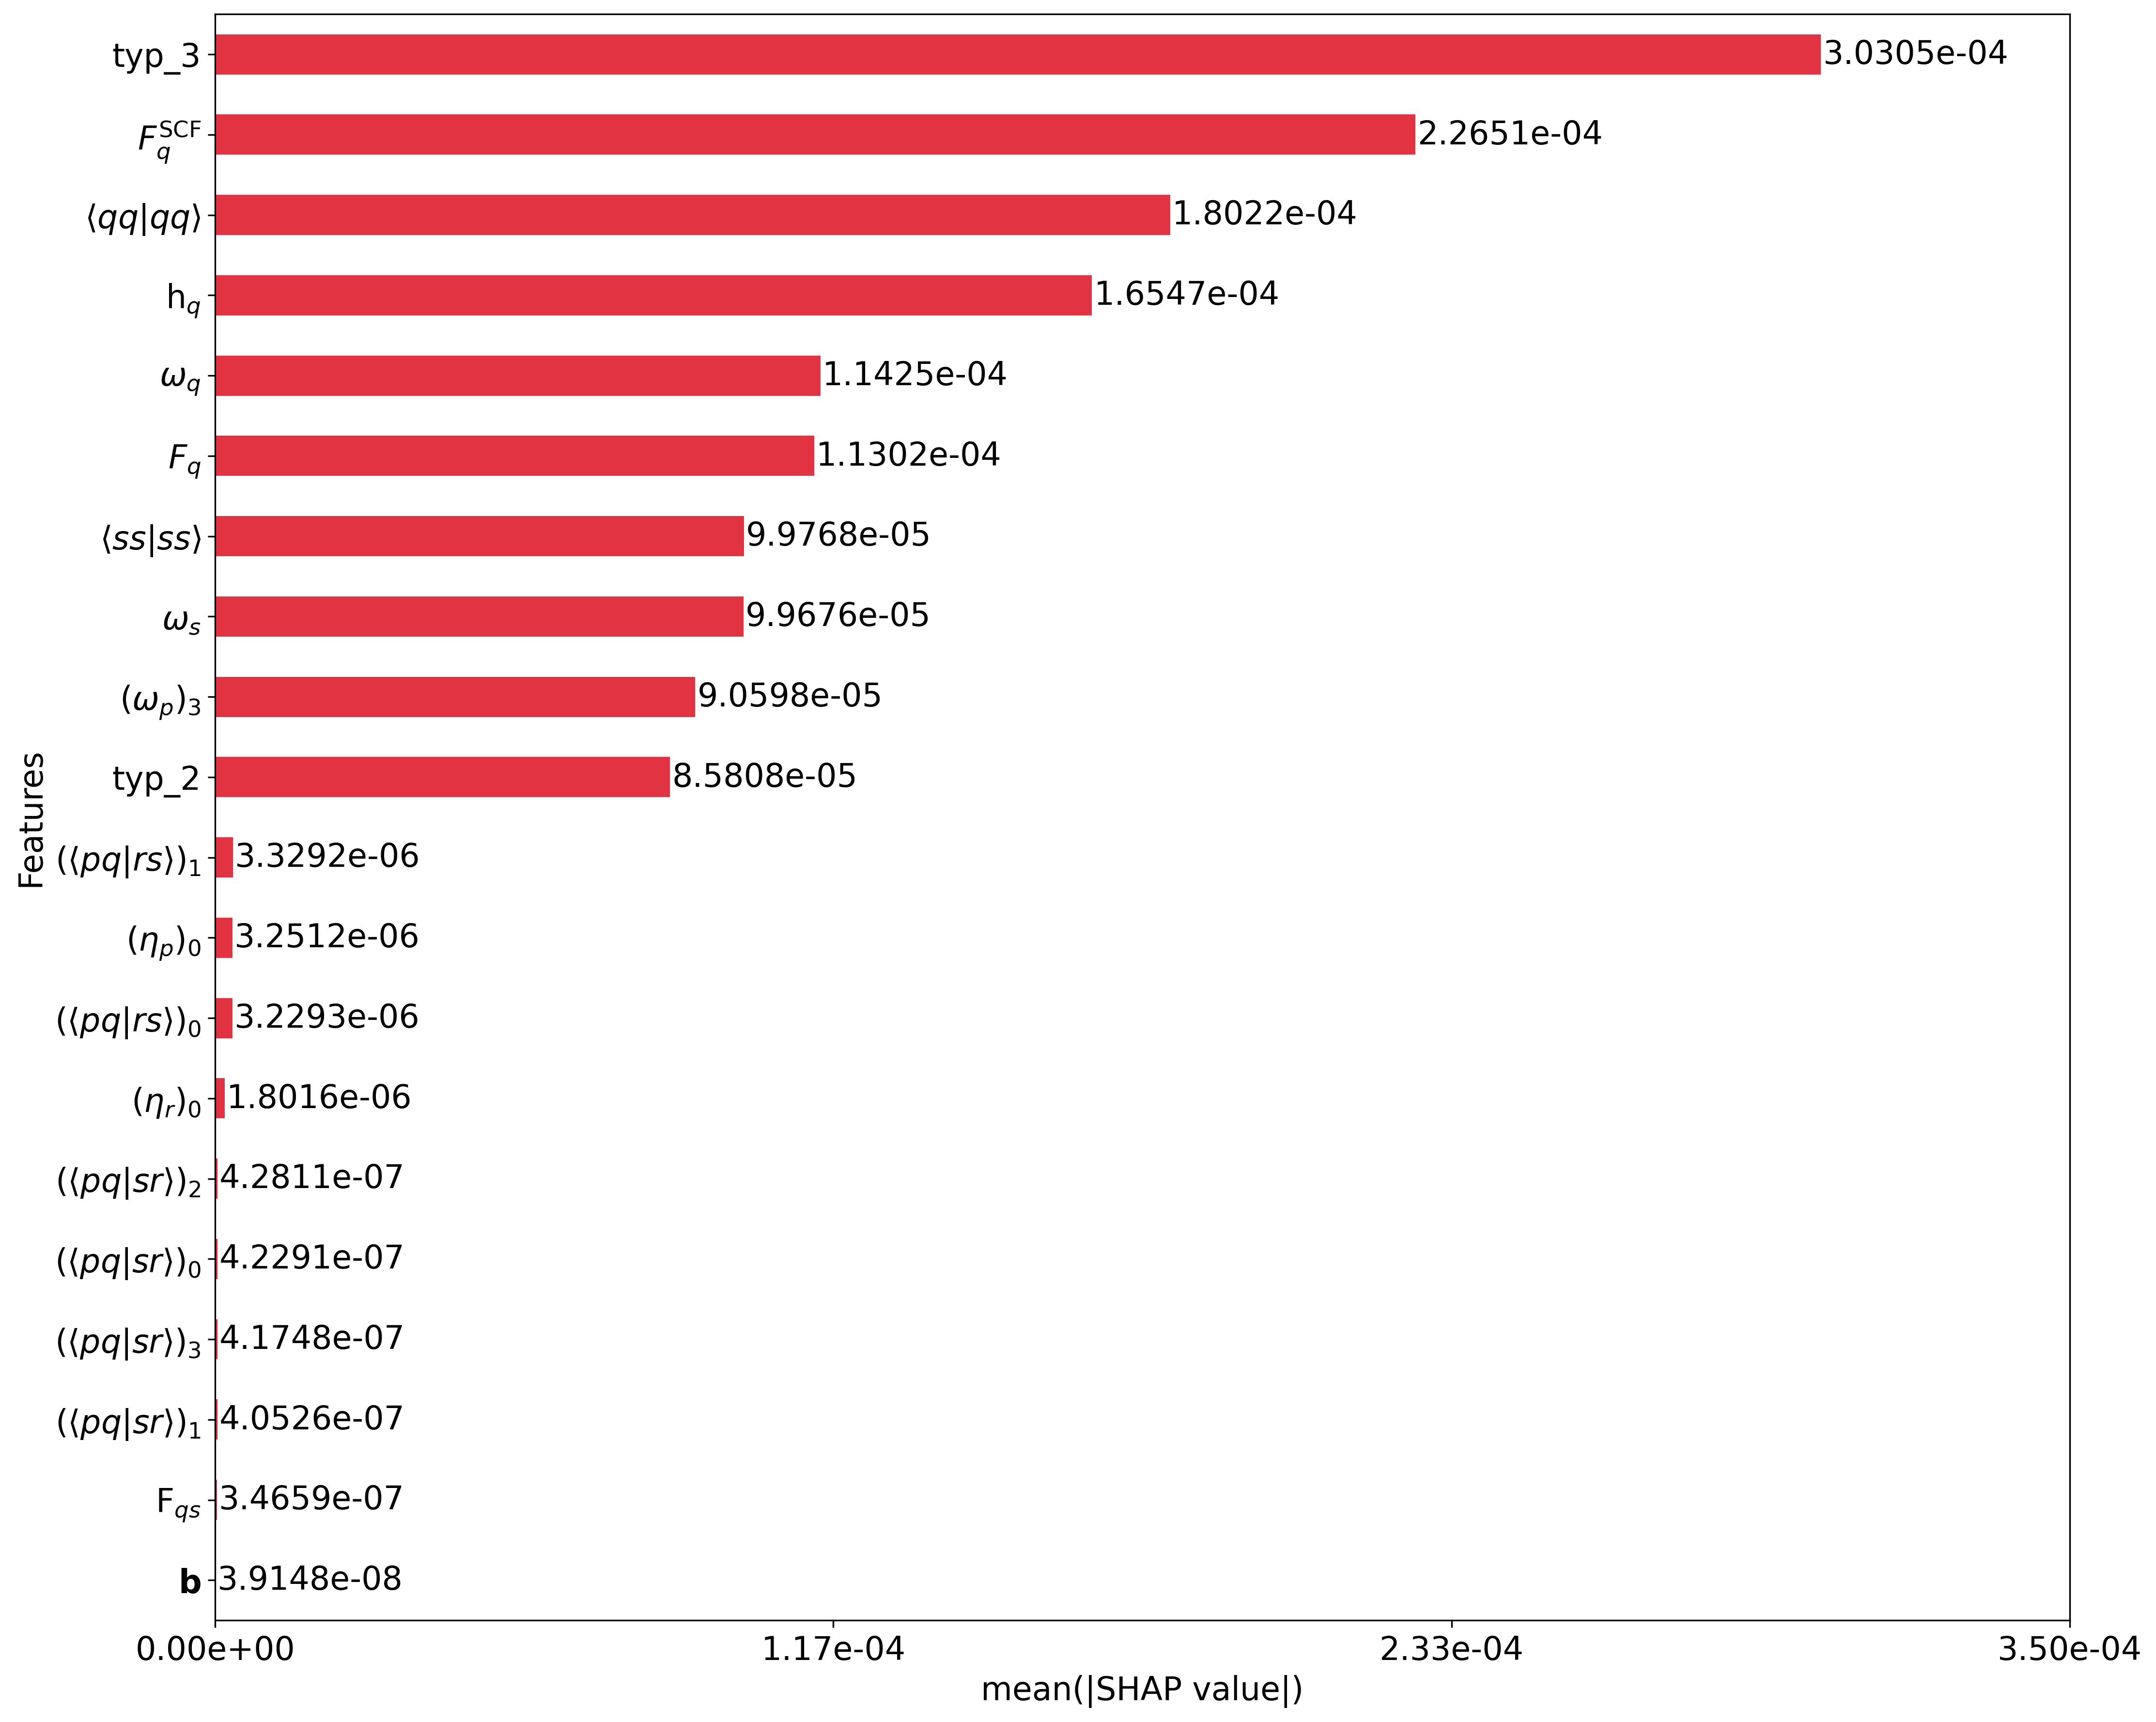 typ_3 3.0305e-04
F_q^SCF 2.2651e-04
⟨qq|qq⟩ 1.8022e-04
h_q 1.6547e-04
ω_q 1.1425e-04
F_q 1.1302e-04
⟨ss|ss⟩ 9.9768e-05
ω_s 9.9676e-05
(ω_p)_3 9.0598e-05
typ_2 8.5808e-05
(⟨pq|rs⟩)_1 3.3292e-06
(η_p)_0 3.2512e-06
(⟨pq|rs⟩)_0 3.2293e-06
(η_r)_0 1.8016e-06
(⟨pq|sr⟩)_2 4.2811e-07
(⟨pq|sr⟩)_0 4.2291e-07
(⟨pq|sr⟩)_3 4.1748e-07
(⟨pq|sr⟩)_1 4.0526e-07
F_qs 3.4659e-07
b 3.9148e-08
Features
0.00e+00 1.17e-04 2.33e-04 3.50e-04
mean(|SHAP value|)